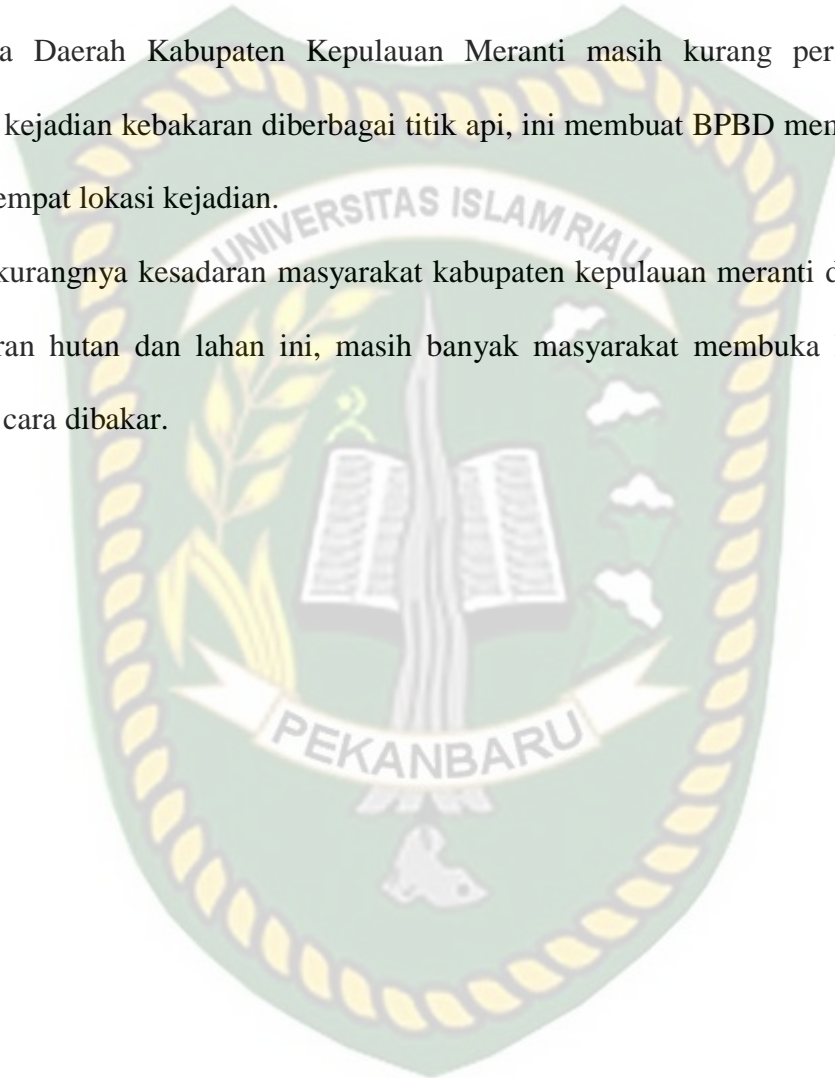 a Daerah Kabupaten Kepulauan Meranti masih kurang per
kejadian kebakaran diberbagai titik api, ini membuat BPBD men
empat lokasi kejadian.
UNIVERSITAS ISLAM RIAU
kurangnya kesadaran masyarakat kabupaten kepulauan meranti d
ran hutan dan lahan ini, masih banyak masyarakat membuka
cara dibakar.
PEKANBARU